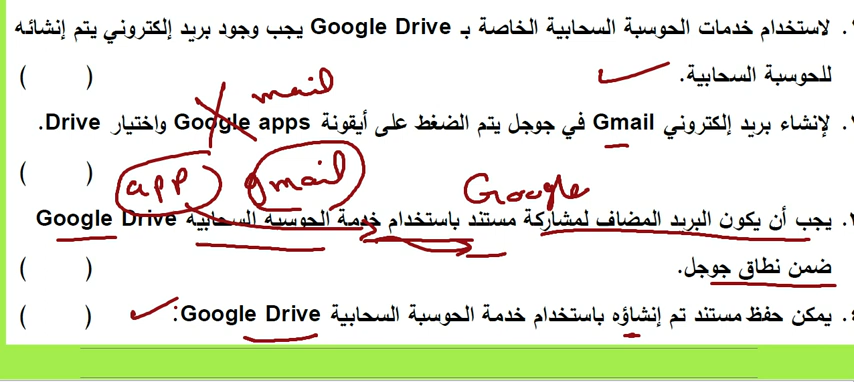 ١. لاستخدام خدمات الحوسبة السحابية الخاصة بـ Google Drive يجب وجود بريد إلكتروني يتم إنشائه
للحوسبة السحابية. ( )
mail
لإنشاء بريد إلكتروني Gmail في جوجل يتم الضغط على أيقونة Google apps واختيار Drive.
( )
app gmail Google
يجب أن يكون البريد المضاف لمشاركة مستند باستخدام خدمة الحوسبة السحابية Google Drive
ضمن نطاق جوجل. ( )
٤. يمكن حفظ مستند تم إنشاؤه باستخدام خدمة الحوسبة السحابية Google Drive: ( )